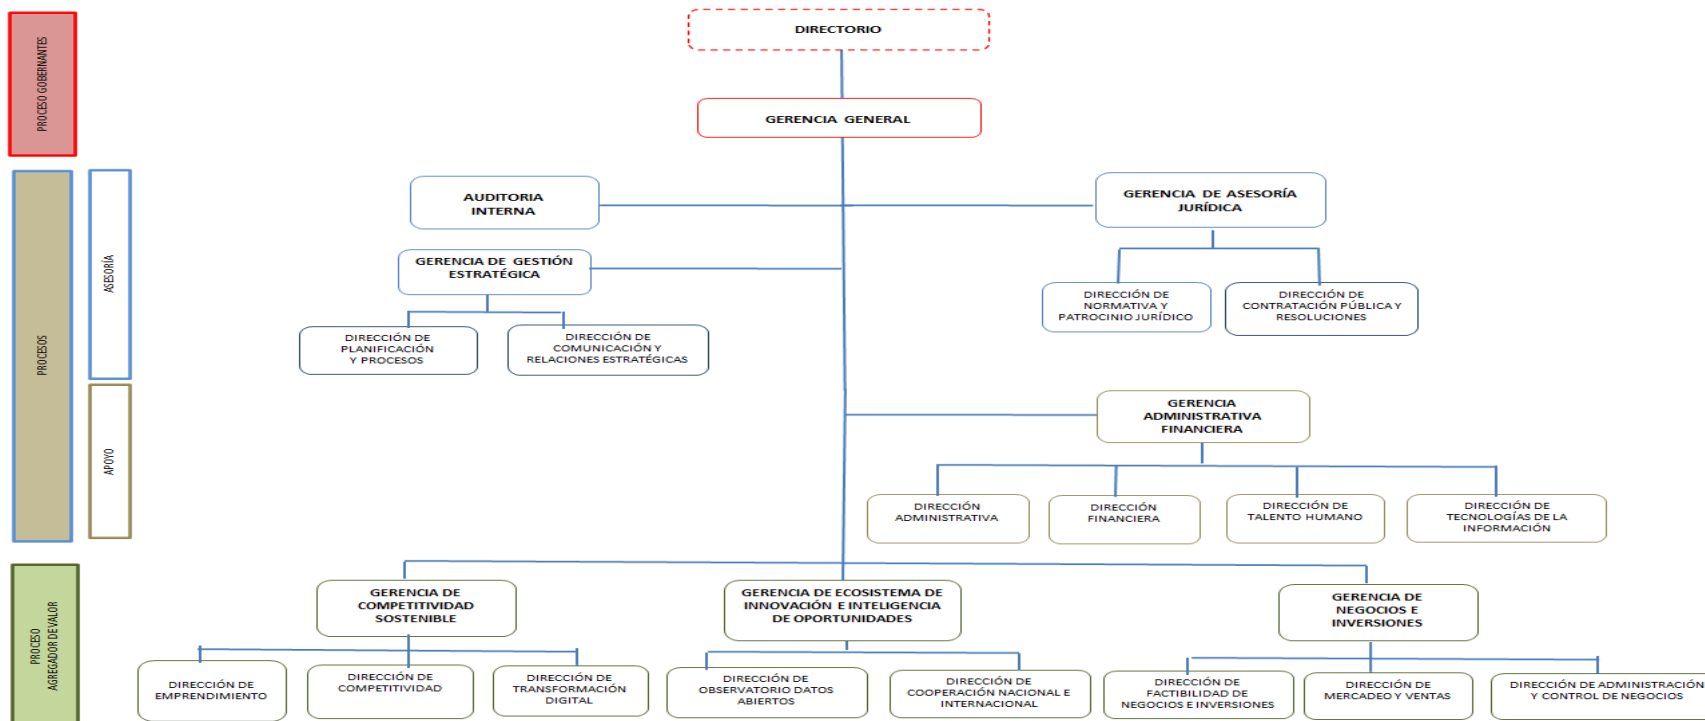 DIRECTORIO
PROCESO GOBERNANTES
GERENCIA GENERAL
PROCESOS
ASESORÍA
AUDITORIA
INTERNA
GERENCIA DE ASESORÍA
JURÍDICA
GERENCIA DE GESTIÓN
ESTRATÉGICA
DIRECCIÓN DE
NORMATIVA Y
PATROCINIO JURÍDICO
DIRECCIÓN DE
CONTRATACIÓN PÚBLICA Y
RESOLUCIONES
DIRECCIÓN DE
PLANIFICACIÓN
Y PROCESOS
DIRECCIÓN DE
COMUNICACIÓN Y
RELACIONES ESTRATÉGICAS
APOYO
GERENCIA
ADMINISTRATIVA
FINANCIERA
DIRECCIÓN
ADMINISTRATIVA
DIRECCIÓN
FINANCIERA
DIRECCIÓN DE
TALENTO HUMANO
DIRECCIÓN DE
TECNOLOGÍAS DE LA
INFORMACIÓN
PROCESO
AGREGADOR DE VALOR
GERENCIA DE
COMPETITIVIDAD
SOSTENIBLE
GERENCIA DE ECOSISTEMA DE
INNOVACIÓN E INTELIGENCIA
DE OPORTUNIDADES
GERENCIA DE
NEGOCIOS E
INVERSIONES
DIRECCIÓN DE
EMPRENDIMIENTO
DIRECCIÓN DE
COMPETITIVIDAD
DIRECCIÓN DE
TRANSFORMACIÓN
DIGITAL
DIRECCIÓN DE
OBSERVATORIO DATOS
ABIERTOS
DIRECCIÓN DE
COOPERACIÓN NACIONAL E
INTERNACIONAL
DIRECCIÓN DE
FACTIBILIDAD DE
NEGOCIOS E INVERSIONES
DIRECCIÓN DE
MERCADEO Y VENTAS
DIRECCIÓN DE ADMINISTRACIÓN
Y CONTROL DE NEGOCIOS